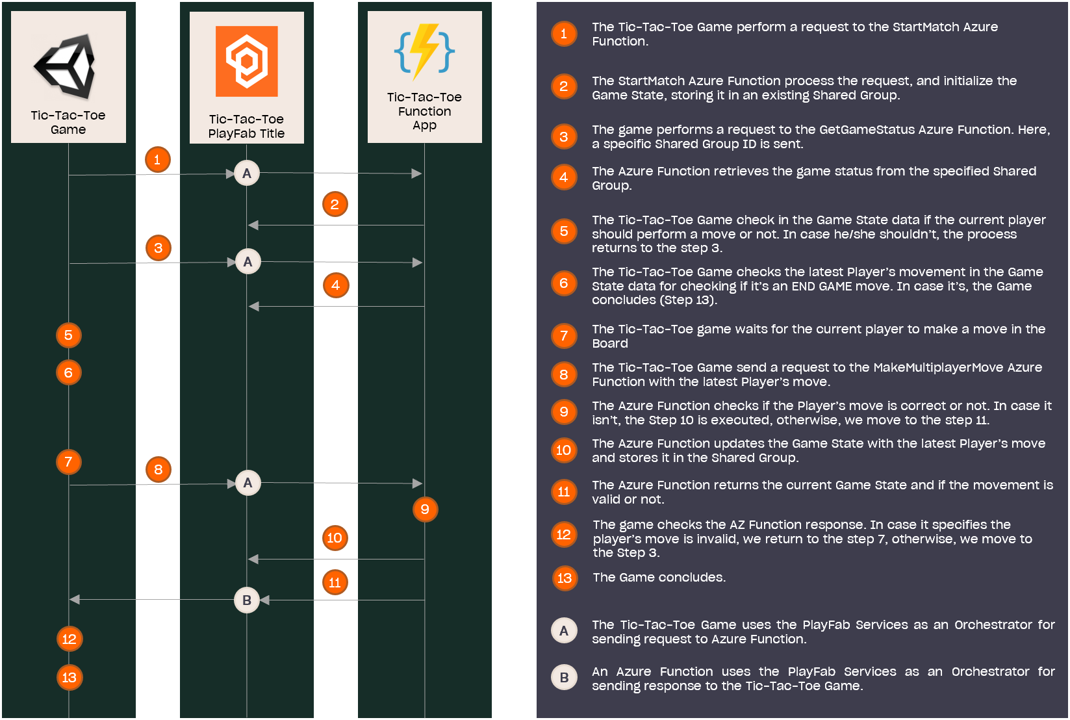 Tic-Tac-Toe
Game
Tic-Tac-Toe
PlayFab Title
Tic-Tac-Toe
Function
App
1
A
2
3
A
4
5
6
7
8
A
9
10
11
B
12
13
1
The Tic-Tac-Toe Game perform a request to the StartMatch Azure
Function.
2
The StartMatch Azure Function process the request, and initialize the
Game State, storing it in an existing Shared Group.
3
The game performs a request to the GetGameStatus Azure Function. Here,
a specific Shared Group ID is sent.
4
The Azure Function retrieves the game status from the specified Shared
Group.
5
The Tic-Tac-Toe Game check in the Game State data if the current player
should perform a move or not. In case he/she shouldn't, the process
returns to the step 3.
6
The Tic-Tac-Toe Game checks the latest Player's movement in the Game
State data for checking if it's an END GAME move. In case it's, the Game
concludes (Step 13).
7
The Tic-Tac-Toe game waits for the current player to make a move in the
Board
8
The Tic-Tac-Toe Game send a request to the MakeMultiplayerMove Azure
Function with the latest Player's move.
9
The Azure Function checks if the Player's move is correct or not. In case it
isn't, the Step 10 is executed, otherwise, we move to the step 11.
10
The Azure Function updates the Game State with the latest Player's move
and stores it in the Shared Group.
11
The Azure Function returns the current Game State and if the movement is
valid or not.
12
The game checks the AZ Function response. In case it specifies the
player's move is invalid, we return to the step 7, otherwise, we move to
the Step 3.
13
The Game concludes.
A
The Tic-Tac-Toe Game uses the PlayFab Services as an Orchestrator for
sending request to Azure Function.
B
An Azure Function uses the PlayFab Services as an Orchestrator for
sending response to the Tic-Tac-Toe Game.